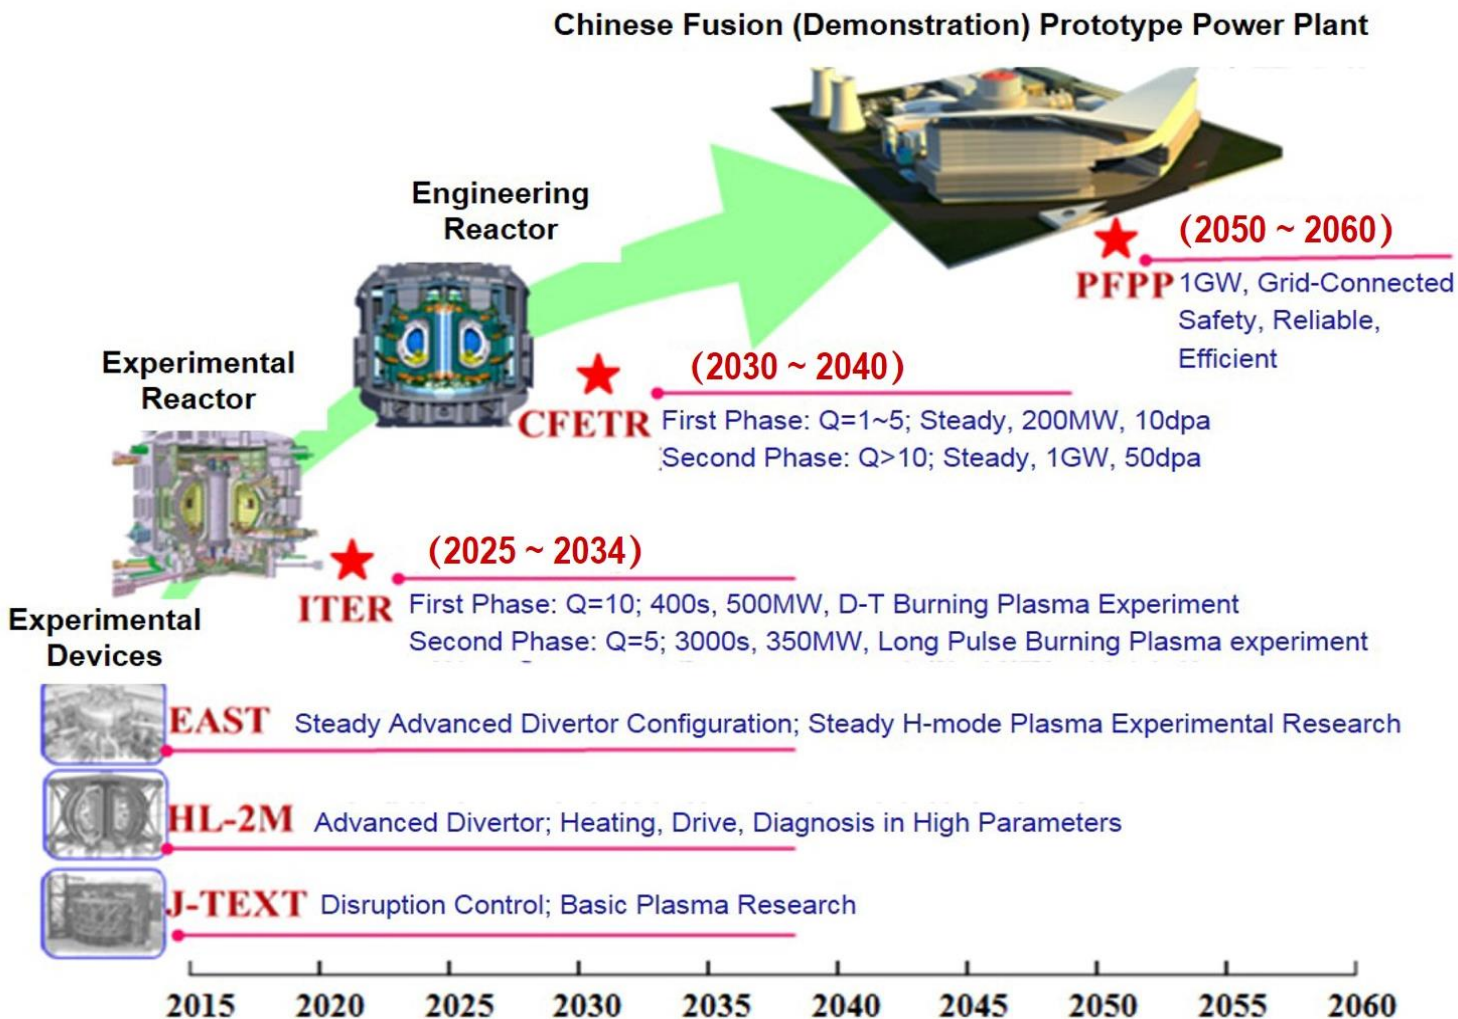 Chinese Fusion (Demonstration) Prototype Power Plant
Engineering
Reactor
(2050 ~ 2060)
PFPP
1GW, Grid-Connected
Safety, Reliable,
Efficient
Experimental
Reactor
(2030 ~ 2040)
CFETR
First Phase: Q=1~5; Steady, 200MW, 10dpa
Second Phase: Q>10; Steady, 1GW, 50dpa
(2025 ~ 2034)
ITER
First Phase: Q=10; 400s, 500MW, D-T Burning Plasma Experiment
Second Phase: Q=5; 3000s, 350MW, Long Pulse Burning Plasma experiment
Experimental
Devices
EAST Steady Advanced Divertor Configuration; Steady H-mode Plasma Experimental Research
HL-2M Advanced Divertor; Heating, Drive, Diagnosis in High Parameters
J-TEXT Disruption Control; Basic Plasma Research
2015 2020 2025 2030 2035 2040 2045 2050 2055 2060